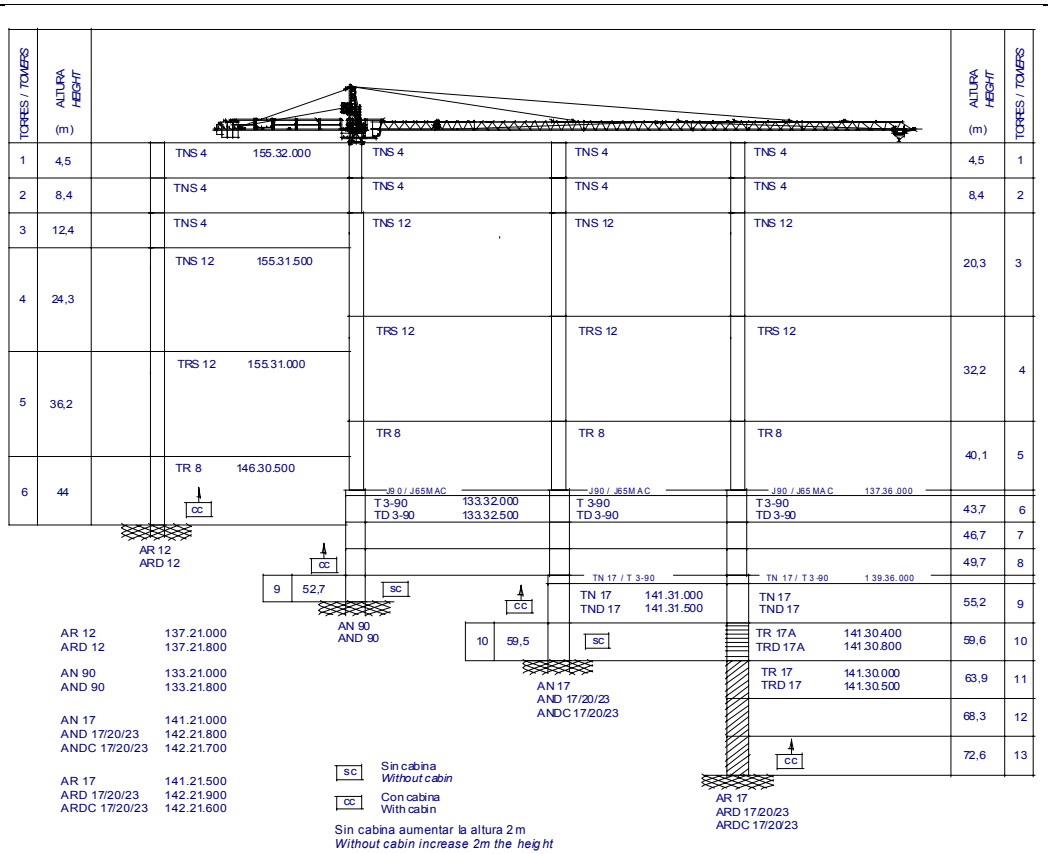 TORRES / TOWERS
ALTURA
HEIGHT
(m)
ALTURA
HEIGHT
(m)
TORRES / TOWERS
1 4,5 TNS 4 155.32.000 TNS 4 TNS 4 TNS 4 4,5 1
2 8,4 TNS 4 TNS 4 TNS 4 TNS 4 8,4 2
3 12,4 TNS 4 TNS 12 TNS 12 TNS 12
TNS 12 155.31.500 20,3 3
4 24,3
TRS 12 TRS 12 TRS 12
TRS 12 155.31.000 32,2 4
5 36,2
TR 8 TR 8 TR 8
40,1 5
TR 8 146.30.500
6 44
J90 / J65MAC J90 / J65MAC J90 / J65MAC 137.36.000
CC
T 3-90 133.32.000 T 3-90 T 3-90 43,7 6
TD 3-90 133.32.500 TD 3-90 TD 3-90
46,7 7
AR 12
ARD 12
CC
49,7 8
TN 17 / T 3-90 TN 17 / T 3-90 139.36.000
9 52,7 SC
CC
TN 17 141.31.000 TN 17 55,2 9
TND 17 141.31.500 TND 17
AN 90
AND 90
10 59,5 SC
TR 17A 141.30.400 59,6 10
TRD 17A 141.30.800
TR 17 141.30.000 63,9 11
TRD 17 141.30.500
AN 17
AND 17/20/23
ANDC 17/20/23
68,3 12
CC
72,6 13
AR 17
ARD 17/20/23
ARDC 17/20/23
AR 12 137.21.000
ARD 12 137.21.800
AN 90 133.21.000
AND 90 133.21.800
AN 17 141.21.000
AND 17/20/23 142.21.800
ANDC 17/20/23 142.21.700
AR 17 141.21.500
ARD 17/20/23 142.21.900
ARDC 17/20/23 142.21.600
SC Sin cabina
Without cabin
CC Con cabina
With cabin
Sin cabina aumentar la altura 2 m
Without cabin increase 2m the height